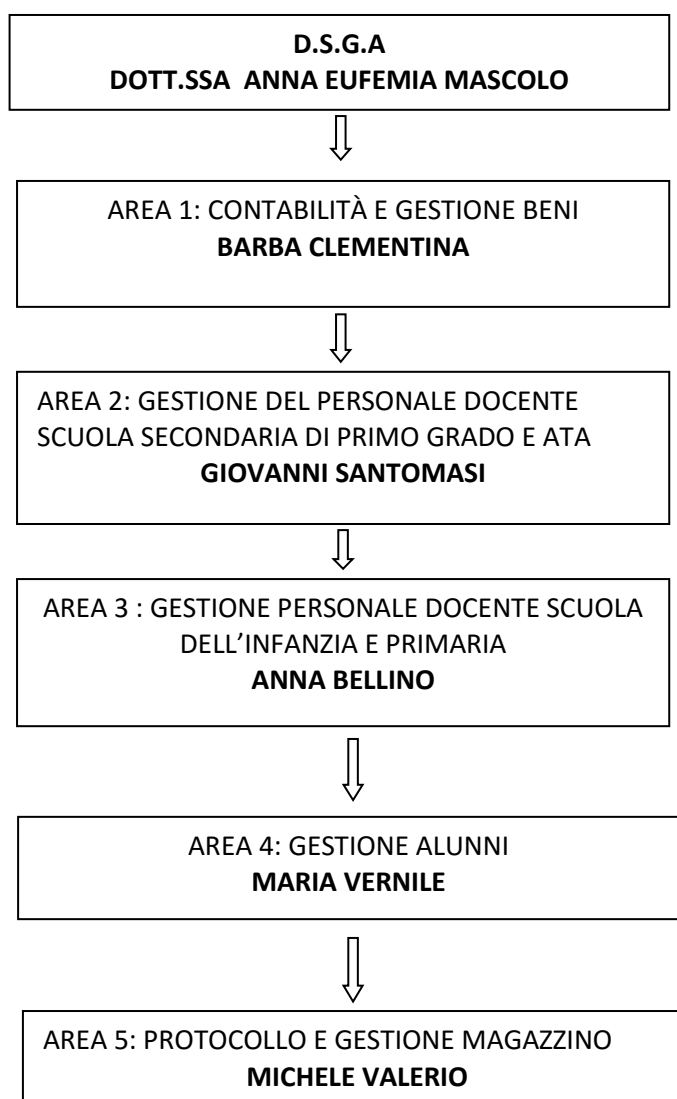 D.S.G.A
DOTT.SSA ANNA EUFEMIA MASCOLO
AREA 1: CONTABILITÀ E GESTIONE BENI
BARBA CLEMENTINA
AREA 2: GESTIONE DEL PERSONALE DOCENTE
SCUOLA SECONDARIA DI PRIMO GRADO E ATA
GIOVANNI SANTOMASI
AREA 3 : GESTIONE PERSONALE DOCENTE SCUOLA
DELL'INFANZIA E PRIMARIA
ANNA BELLINO
AREA 4: GESTIONE ALUNNI
MARIA VERNILE
AREA 5: PROTOCOLLO E GESTIONE MAGAZZINO
MICHELE VALERIO